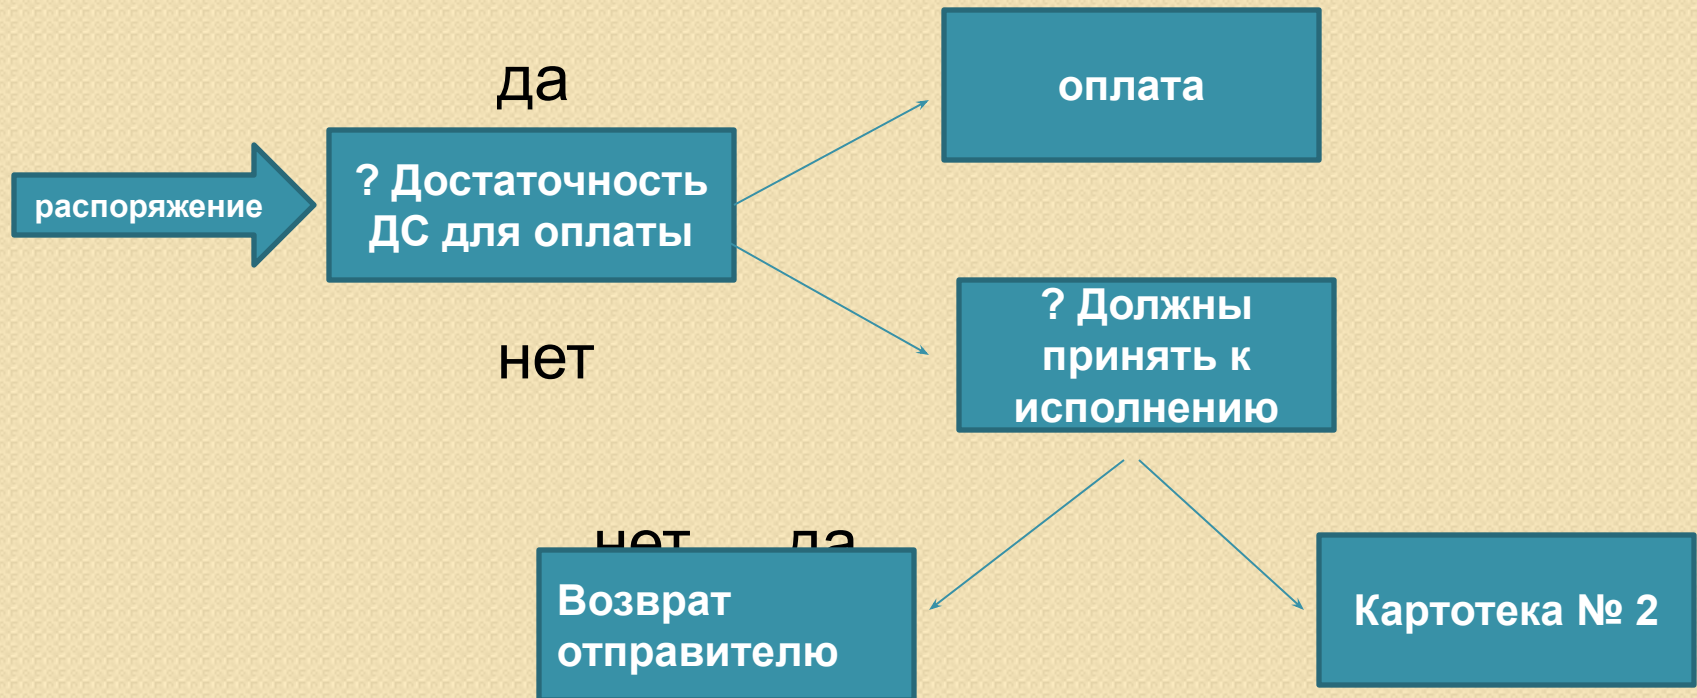 да
оплата
распоряжение
? Достаточность
ДС для оплаты
? Должны
принять к
исполнению
нет
нет да
Возврат
отправителю
Картотека № 2